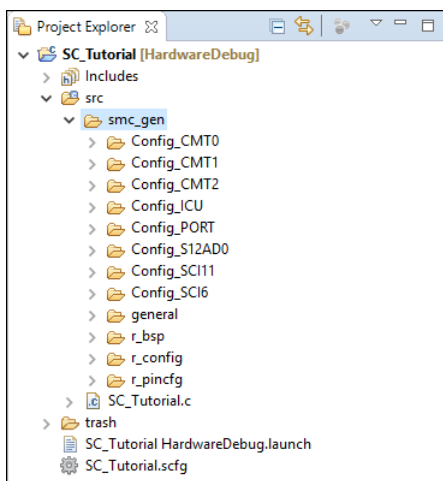 Project Explorer
SC_Tutorial [HardwareDebug]
Includes
src
smc_gen
Config_CMT0
Config_CMT1
Config_CMT2
Config_ICU
Config_PORT
Config_S12AD0
Config_SCI11
Config_SCI6
general
r_bsp
r_config
r_pincfg
SC_Tutorial.c
trash
SC_Tutorial HardwareDebug.launch
SC_Tutorial.scfg